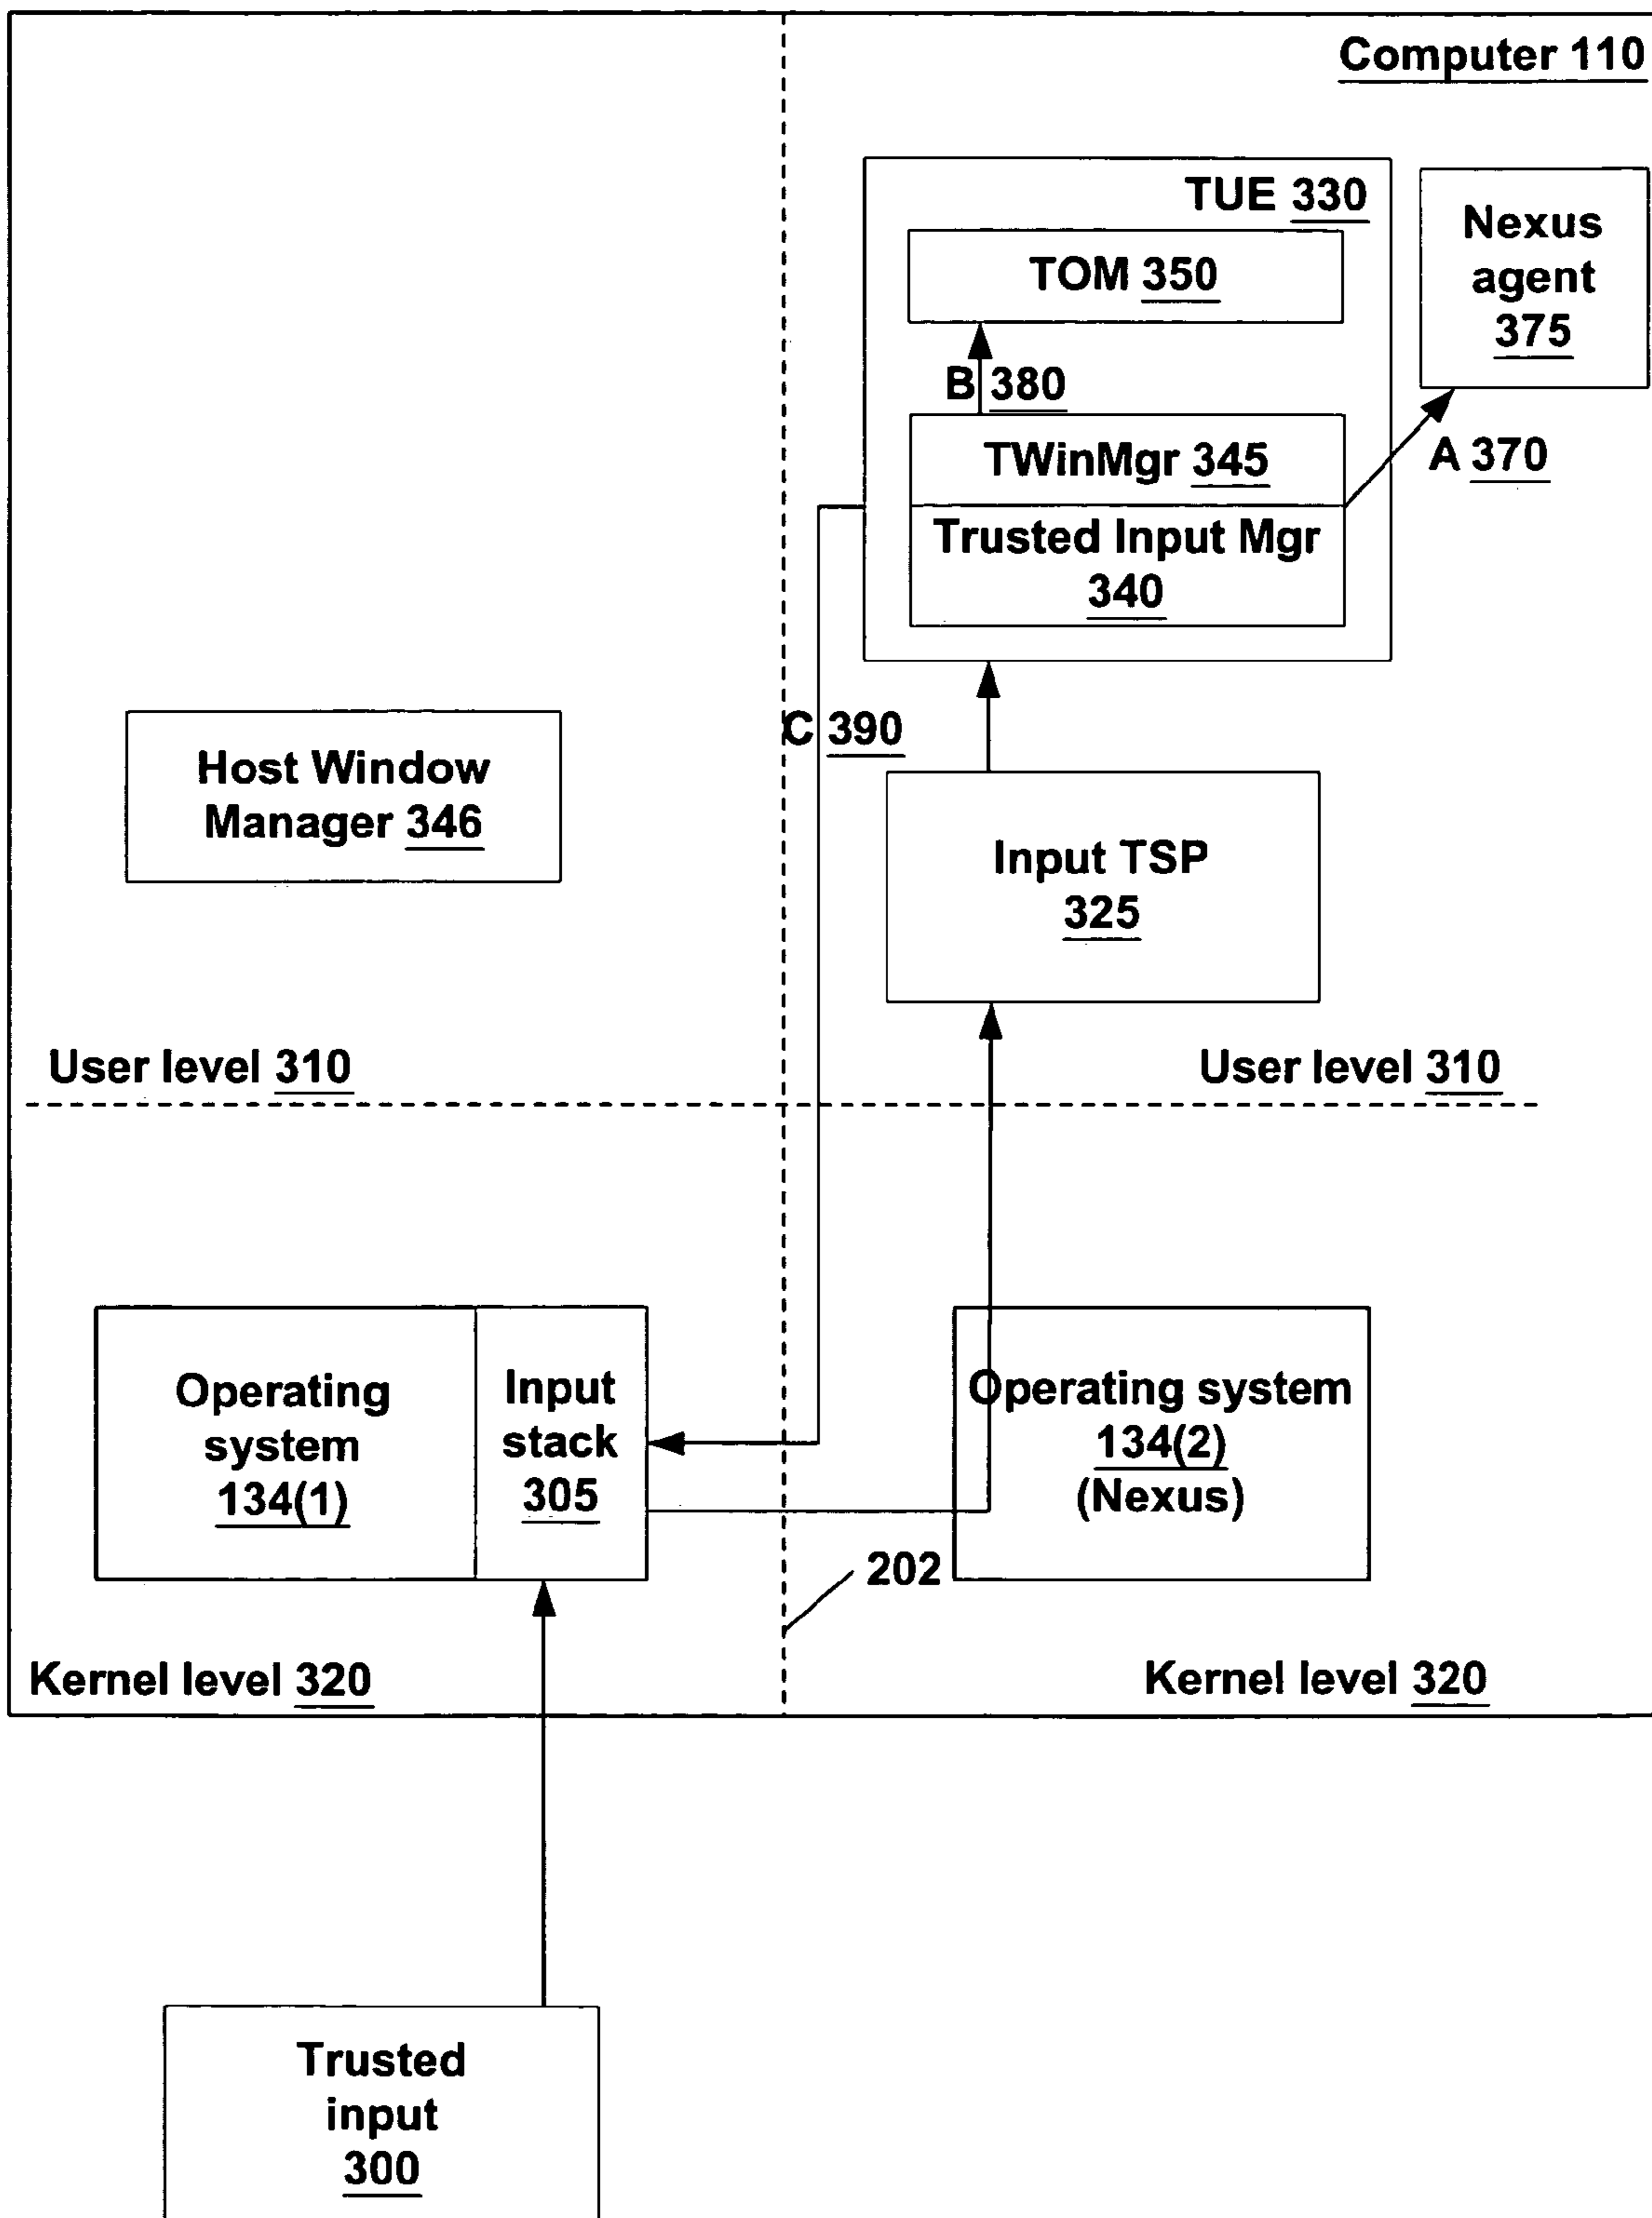 Computer 110
TUE 330
TOM 350
Nexus
agent
375
B 380
TWinMgr 345
A 370
Trusted Input Mgr
340
C 390
Host Window
Manager 346
Input TSP
325
User level 310
User level 310
Operating
system
134(1)
Input
stack
305
Operating system
134(2)
(Nexus)
202
Kernel level 320
Kernel level 320
Trusted
input
300